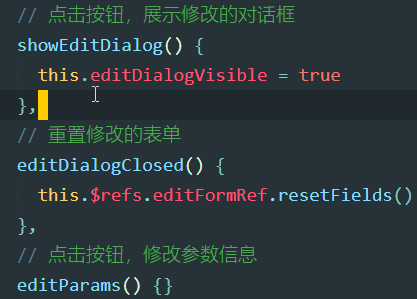 // 点击按钮，展示修改的对话框
showEditDialog() {
  this.editDialogVisible = true
},
// 重置修改的表单
editDialogClosed() {
  this.$refs.editFormRef.resetFields()
},
// 点击按钮，修改参数信息
editParams() {}